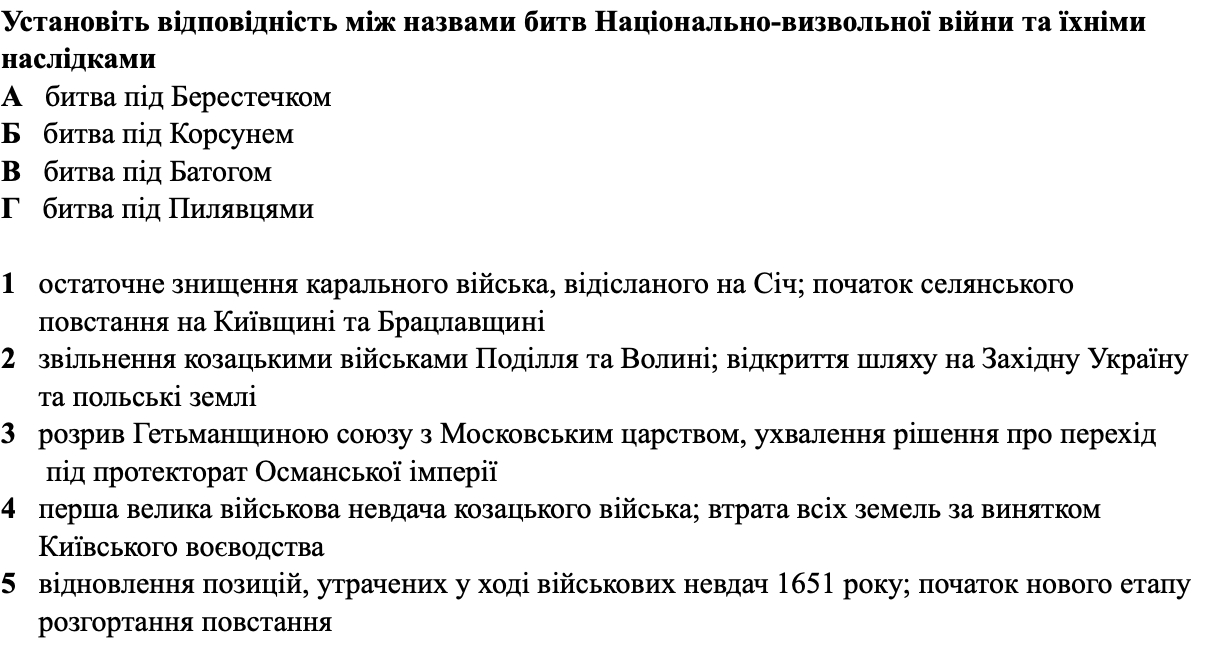 Установіть відповідність між назвами битв Національно-визвольної війни та їхніми
наслідками
А битва під Берестечком
Б битва під Корсунем
В битва під Батогом
Г битва під Пилявцями
1 остаточне знищення карального війська, відісланого на Січ; початок селянського
повстання на Київщині та Брацлавщині
2 звільнення козацькими військами Поділля та Волині; відкриття шляху на Західну Україну
та польські землі
3 розрив Гетьманщиною союзу з Московським царством, ухвалення рішення про перехід
під протекторат Османської імперії
4 перша велика військова невдача козацького війська; втрата всіх земель за винятком
Київського воєводства
5 відновлення позицій, утрачених у ході військових невдач 1651 року; початок нового етапу
розгортання повстання